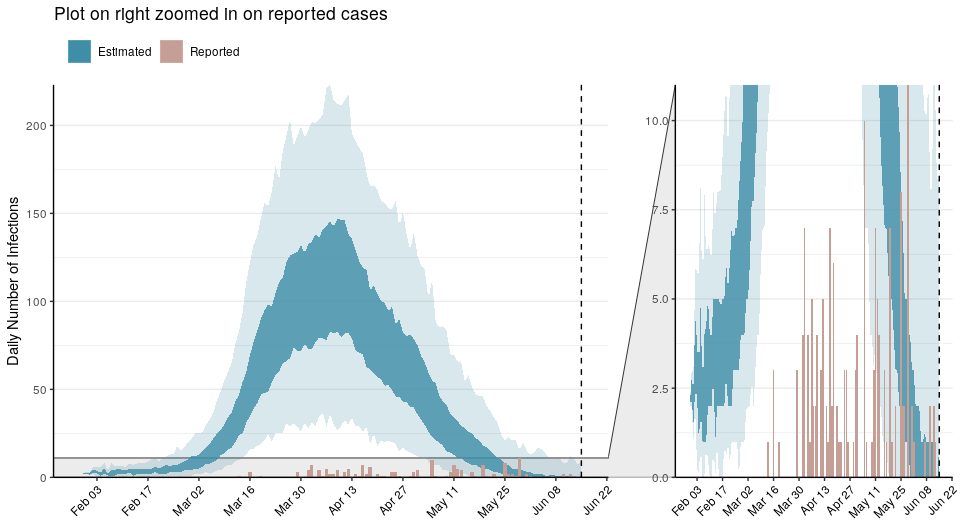 Plot on right zoomed in on reported cases
Estimated Reported
Daily Number of Infections
200
150
100
50
0
Feb 03 Feb 17 Mar 02 Mar 16 Mar 30 Apr 13 Apr 27 May 11 May 25 Jun 08 Jun 22
10.0
7.5
5.0
2.5
0.0
Feb 03 Feb 17 Mar 02 Mar 16 Mar 30 Apr 13 Apr 27 May 11 May 25 Jun 08 Jun 22